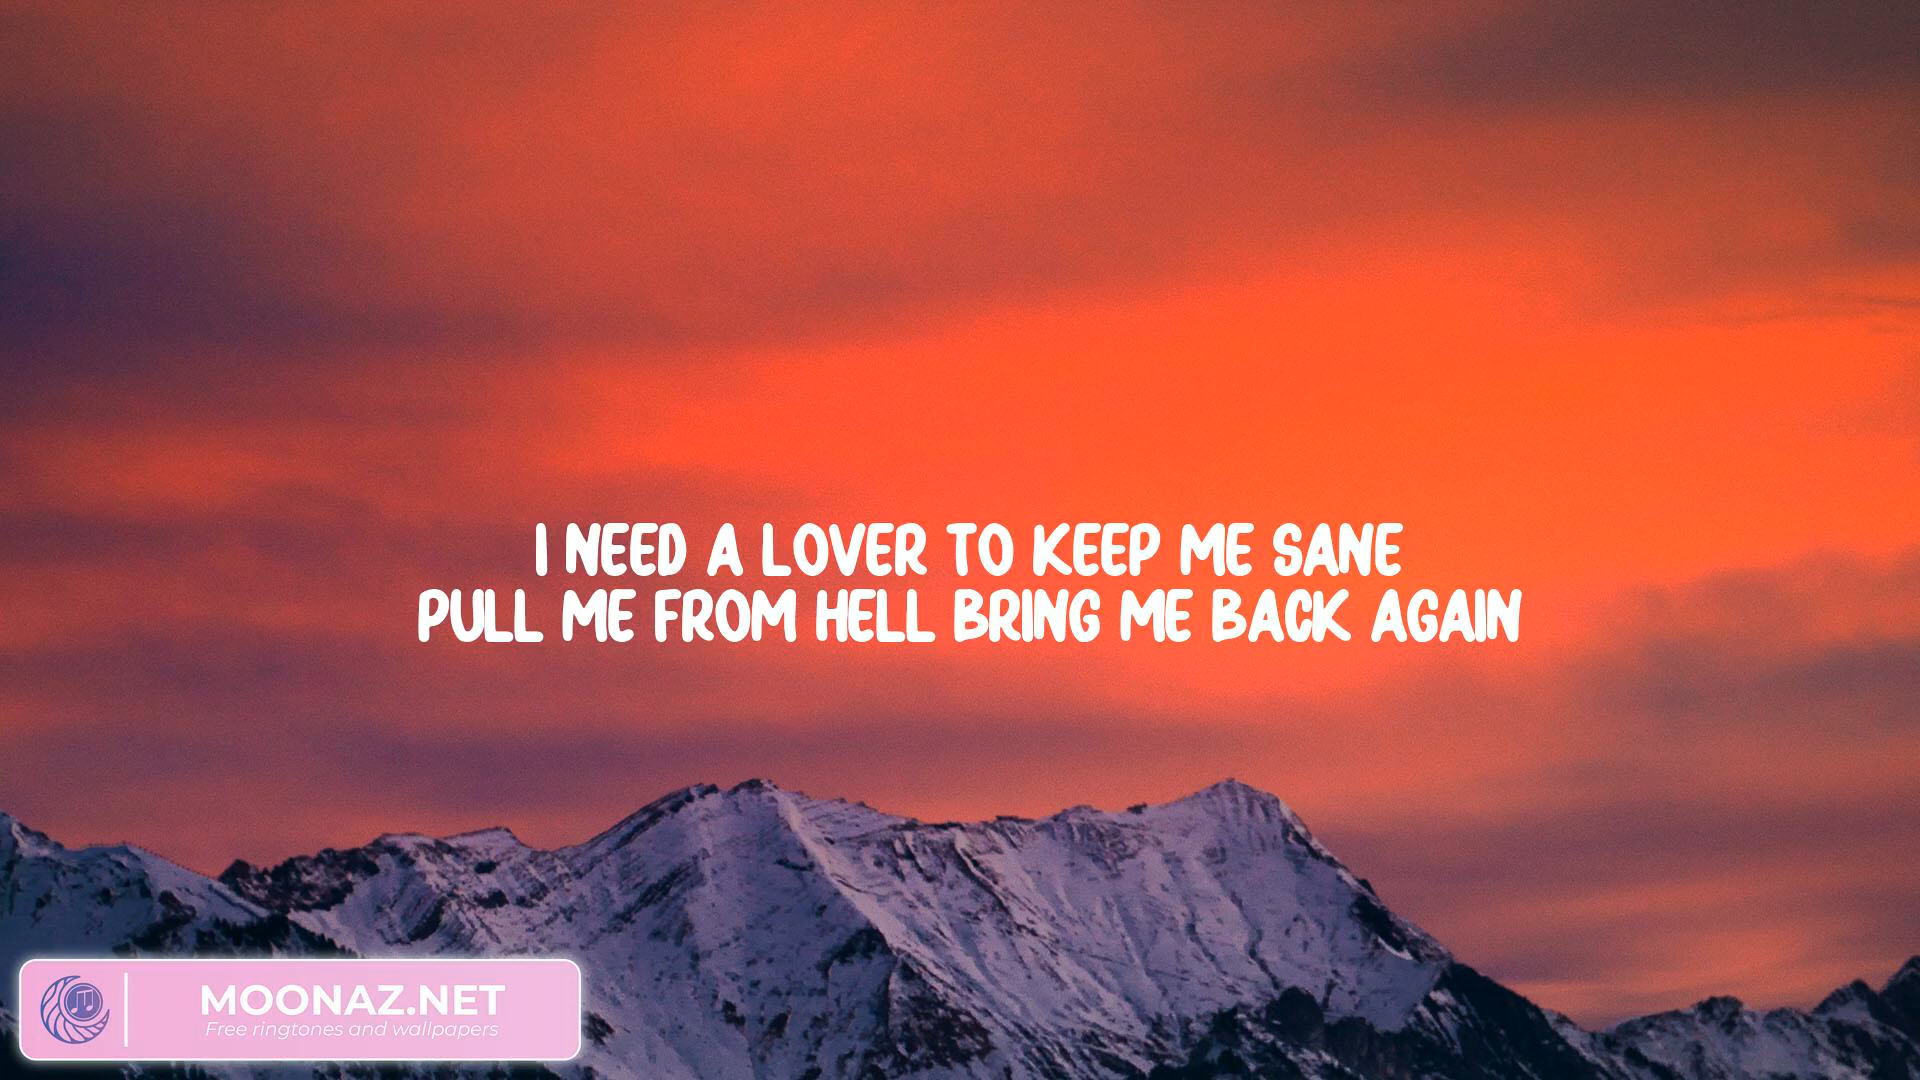 I NEED A LOVER TO KEEP ME SANE
PULL ME FROM HELL BRING ME BACK AGAIN
MOONAZ.NET
Free ringtones and wallpapers